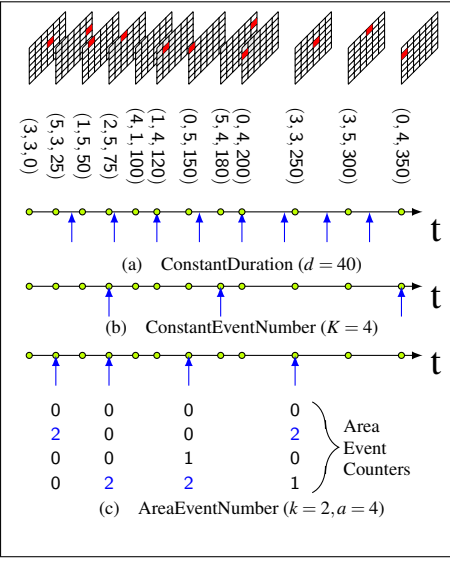 (3, 3, 0)
(5, 3, 25)
(1, 5, 50)
(2, 5, 75)
(4, 1, 100)
(1, 4, 120)
(0, 5, 150)
(5, 4, 180)
(0, 4, 200)
(3, 3, 250)
(3, 5, 300)
(0, 4, 350)
t
(a) ConstantDuration (d = 40)
t
(b) ConstantEventNumber (K = 4)
t
0 0 0 0
2 0 0 2
0 0 1 0
0 2 2 1
Area
Event
Counters
(c) AreaEventNumber (k = 2, a = 4)